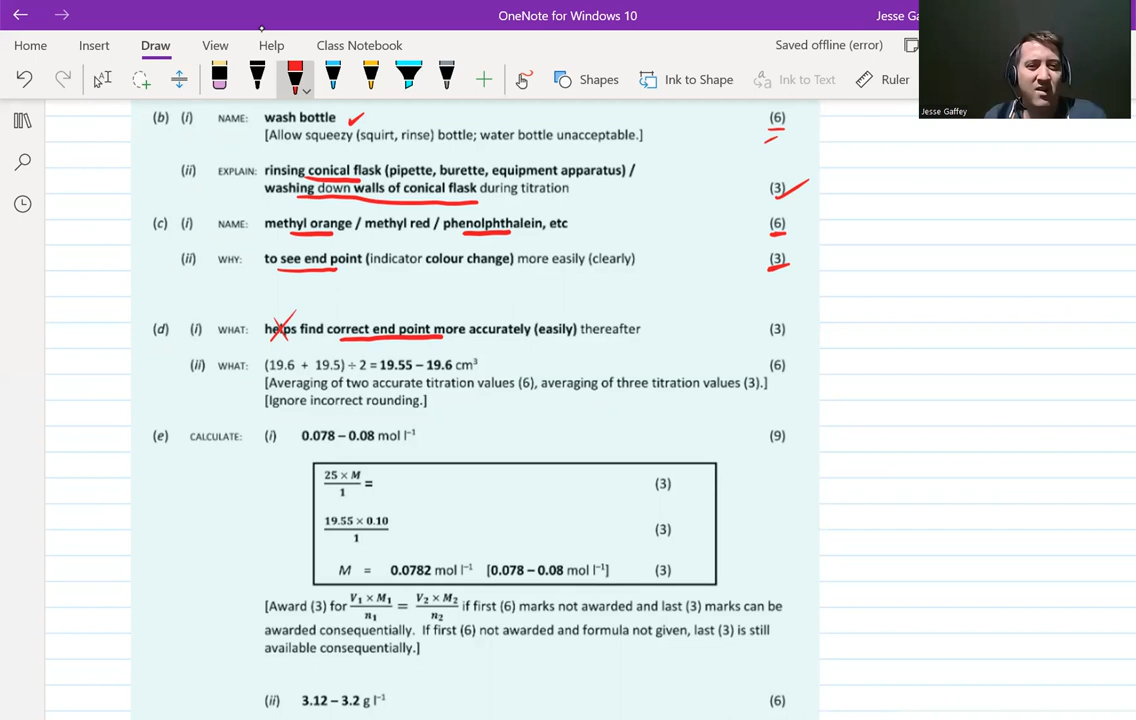 OneNote for Windows 10
Jesse Ga
Home Insert Draw View Help Class Notebook Saved offline (error)
Shapes Ink to Shape Ink to Text Ruler
Jesse Gaffey
(b) (i) NAME: wash bottle (6)
[Allow squeezy (squirt, rinse) bottle; water bottle unacceptable.]
(ii) EXPLAIN: rinsing conical flask (pipette, burette, equipment apparatus) /
washing down walls of conical flask during titration (3)
(c) (i) NAME: methyl orange / methyl red / phenolphthalein, etc (6)
(ii) WHY: to see end point (indicator colour change) more easily (clearly) (3)
(d) (i) WHAT: helps find correct end point more accurately (easily) thereafter (3)
(ii) WHAT: (19.6 + 19.5) ÷ 2 = 19.55 – 19.6 cm³ (6)
[Averaging of two accurate titration values (6), averaging of three titration values (3).]
[Ignore incorrect rounding.]
(e) CALCULATE: (i) 0.078 – 0.08 mol l⁻¹ (9)
25 × M
1
= (3)
19.55 × 0.10
1
(3)
M = 0.0782 mol l⁻¹ [0.078 – 0.08 mol l⁻¹] (3)
[Award (3) for V₁ × M₁ / n₁ = V₂ × M₂ / n₂ if first (6) marks not awarded and last (3) marks can be
awarded consequentially. If first (6) not awarded and formula not given, last (3) is still
available consequentially.]
(ii) 3.12 – 3.2 g l⁻¹ (6)